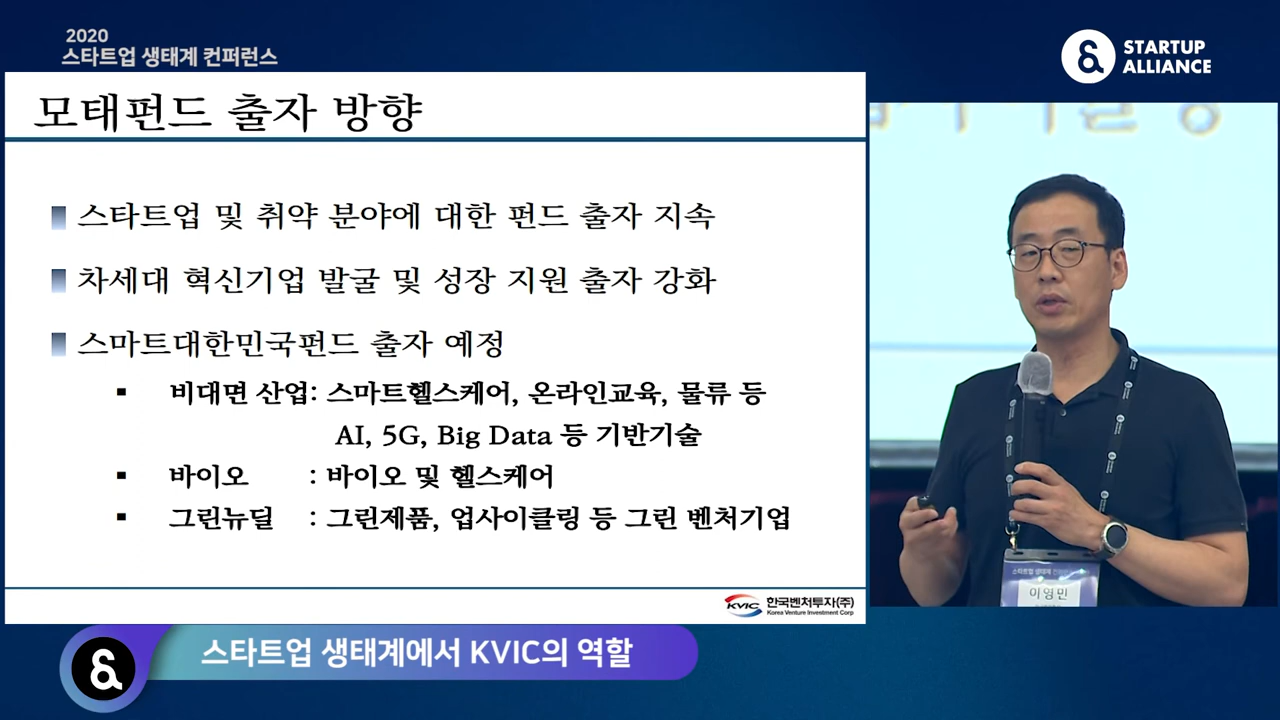 2020
스타트업 생태계 컨퍼런스
STARTUP
ALLIANCE
모태펀드 출자 방향
스타트업 및 취약 분야에 대한 펀드 출자 지속
차세대 혁신기업 발굴 및 성장 지원 출자 강화
스마트대한민국펀드 출자 예정
비대면 산업: 스마트헬스케어, 온라인교육, 물류 등
AI, 5G, Big Data 등 기반기술
바이오 : 바이오 및 헬스케어
그린뉴딜 : 그린제품, 업사이클링 등 그린 벤처기업
KVIC 한국벤처투자(주)
Korea Venture Investment Corp
스타트업 생태계
이영민
스타트업 생태계에서 KVIC의 역할